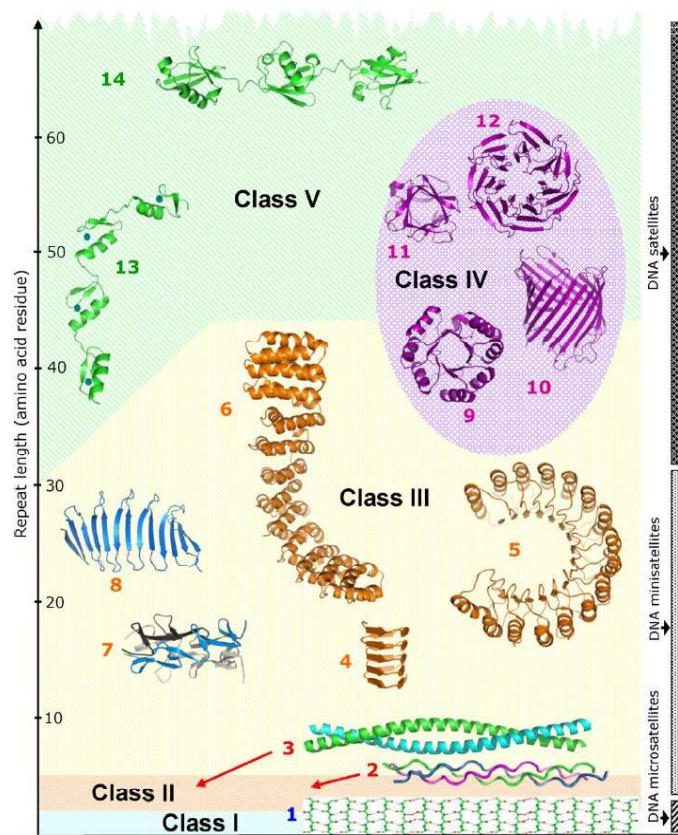 14
60
12
Class V
11
50
13
Class IV
DNA satellites
Repeat length (amino acid residue)
40
6
9
10
30
Class III
8
5
20
7
4
DNA minisatellites
10
3
2
Class II
1
Class I
DNA microsatellites